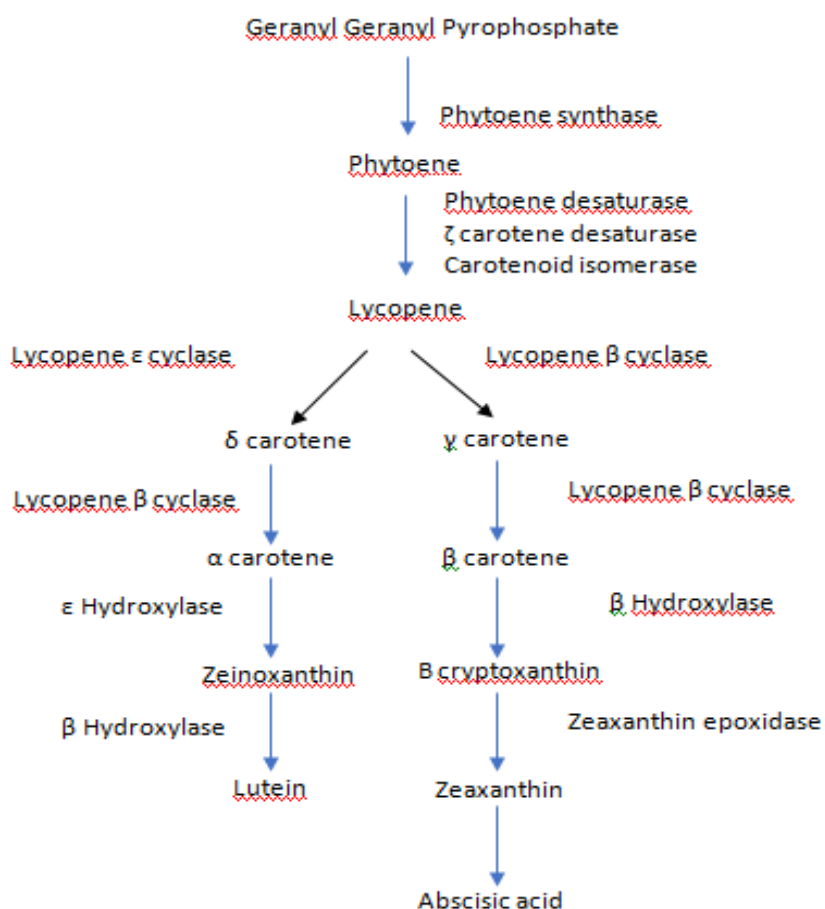 Geranyl Geranyl Pyrophosphate
Phytoene synthase
Phytoene
Phytoene desaturase
ζ carotene desaturase
Carotenoid isomerase
Lycopene
Lycopene ε cyclase
Lycopene β cyclase
δ carotene
γ carotene
Lycopene β cyclase
Lycopene β cyclase
α carotene
β carotene
ε Hydroxylase
β Hydroxylase
Zeinoxanthin
Β cryptoxanthin
β Hydroxylase
Zeaxanthin epoxidase
Lutein
Zeaxanthin
Abscisic acid